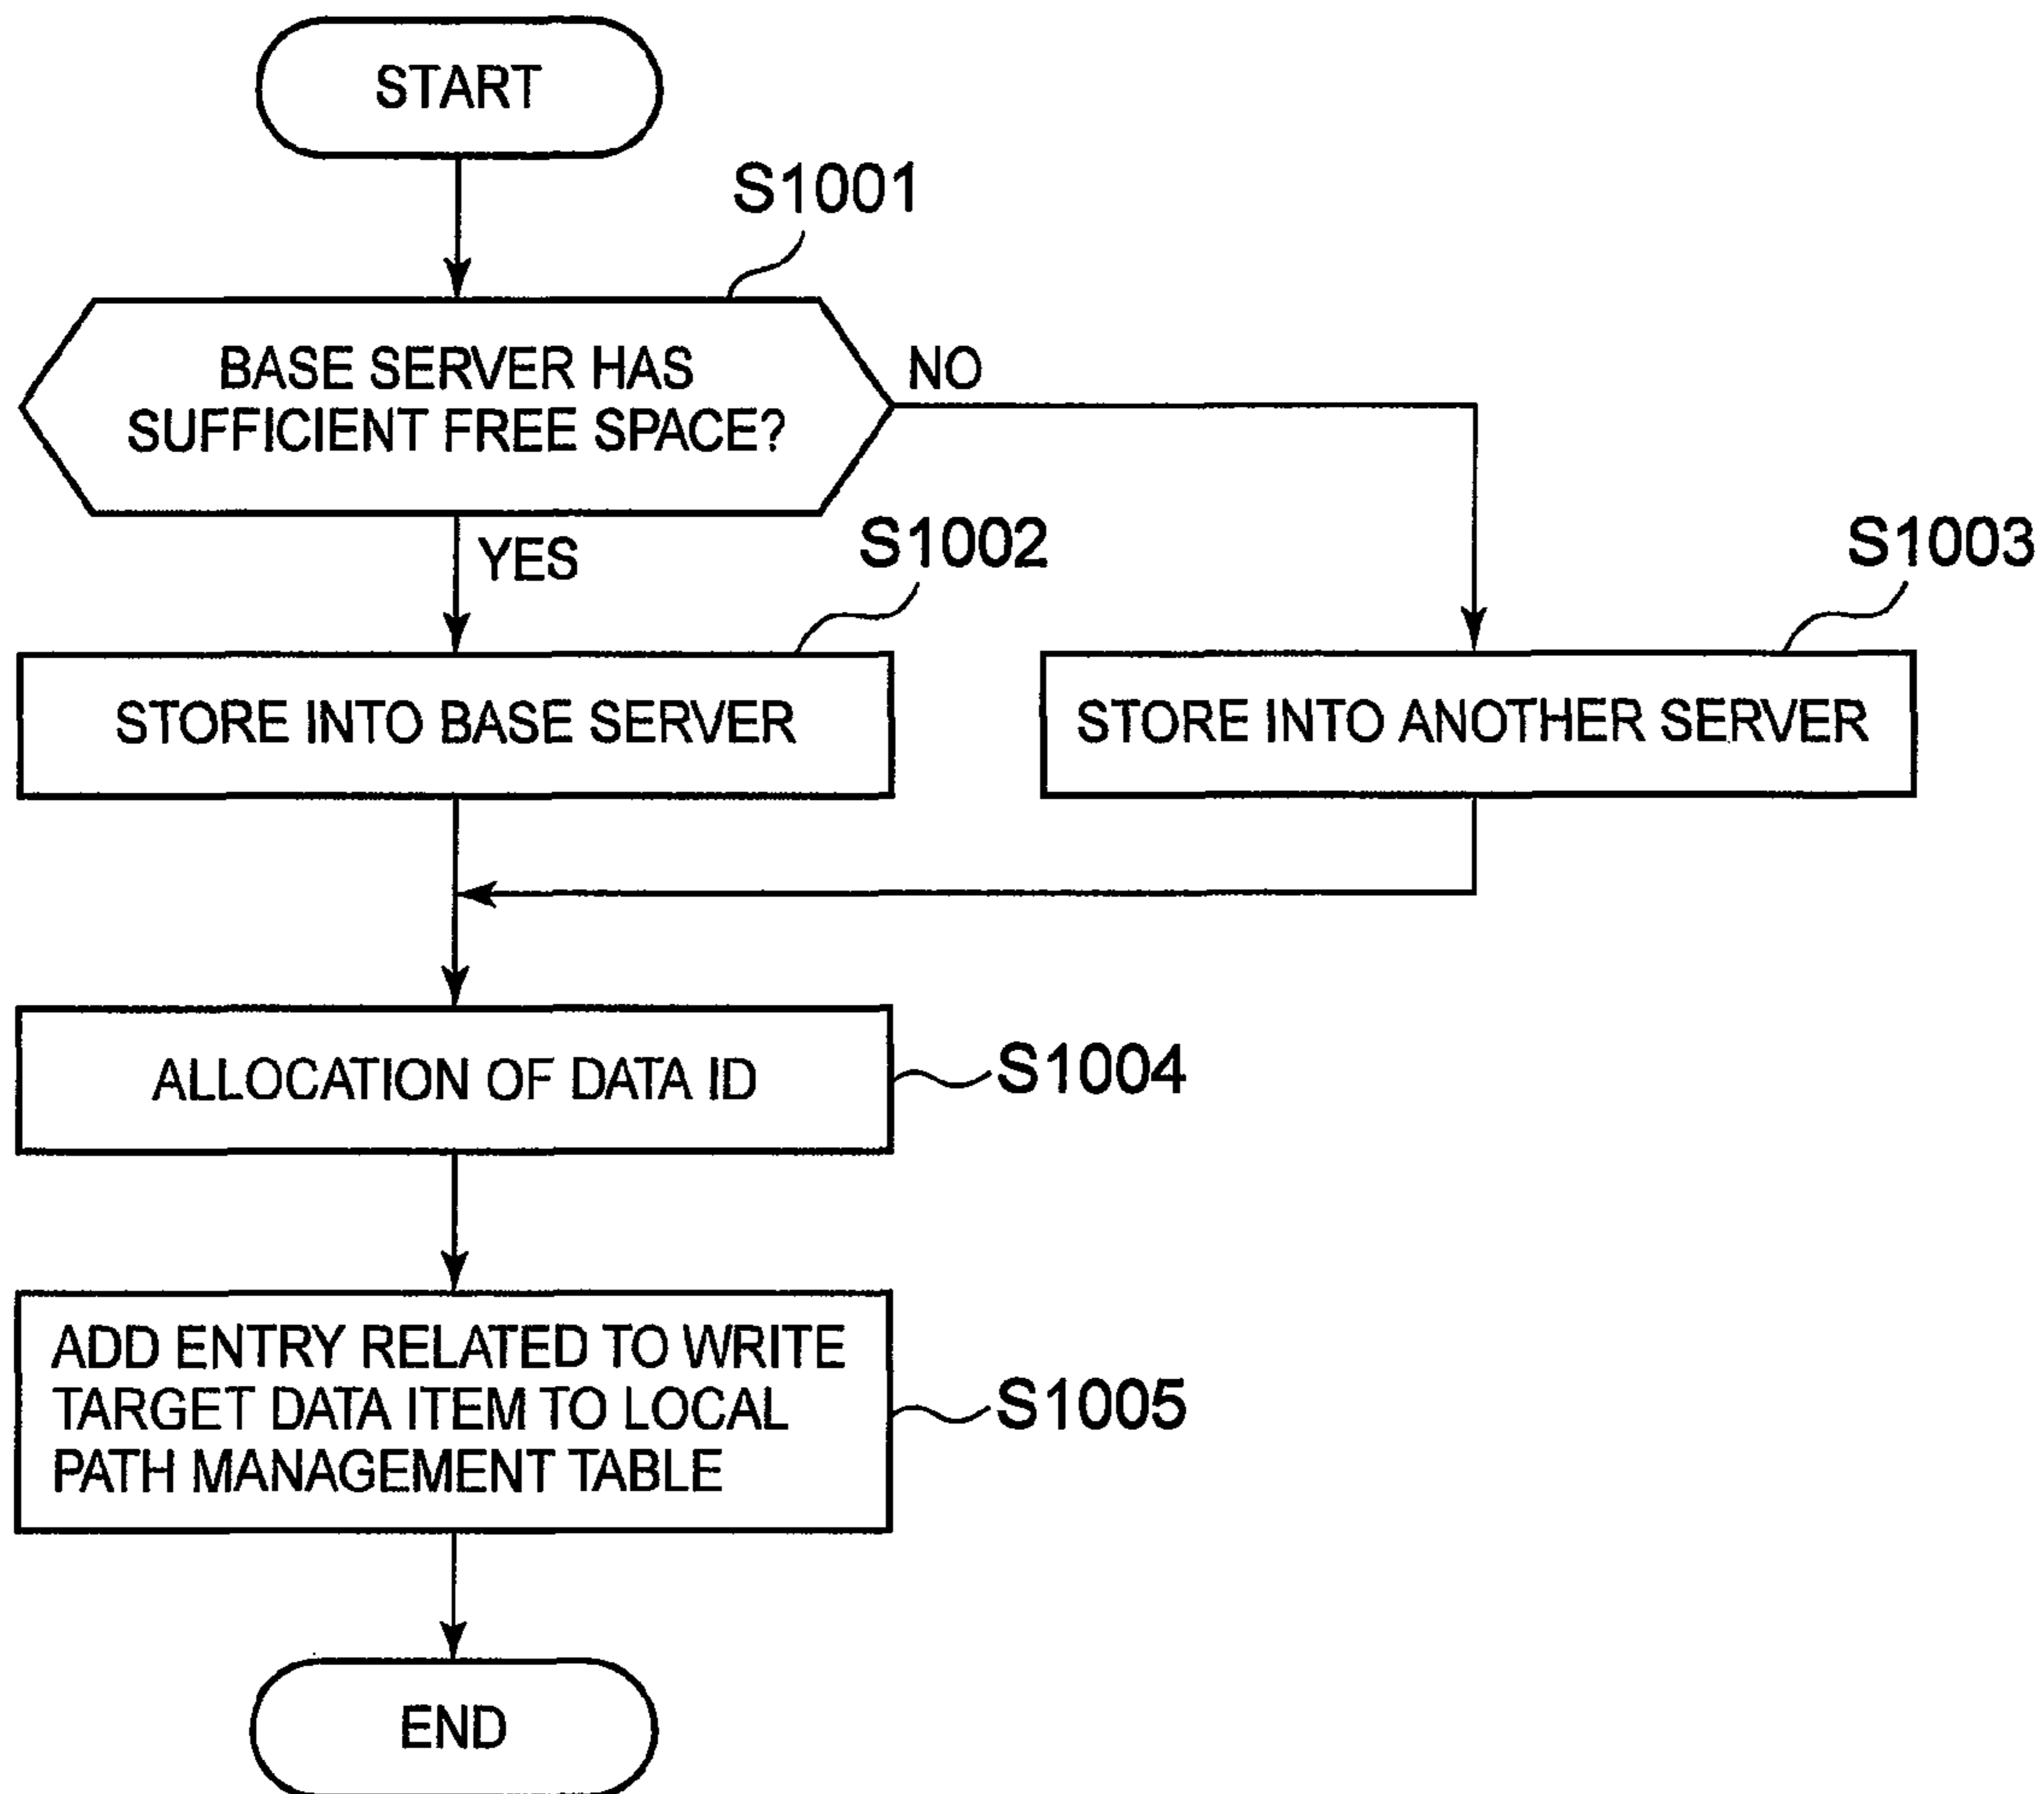 START
S1001
BASE SERVER HAS
SUFFICIENT FREE SPACE?
NO
YES
S1002
S1003
STORE INTO BASE SERVER
STORE INTO ANOTHER SERVER
ALLOCATION OF DATA ID
S1004
ADD ENTRY RELATED TO WRITE
TARGET DATA ITEM TO LOCAL
PATH MANAGEMENT TABLE
S1005
END